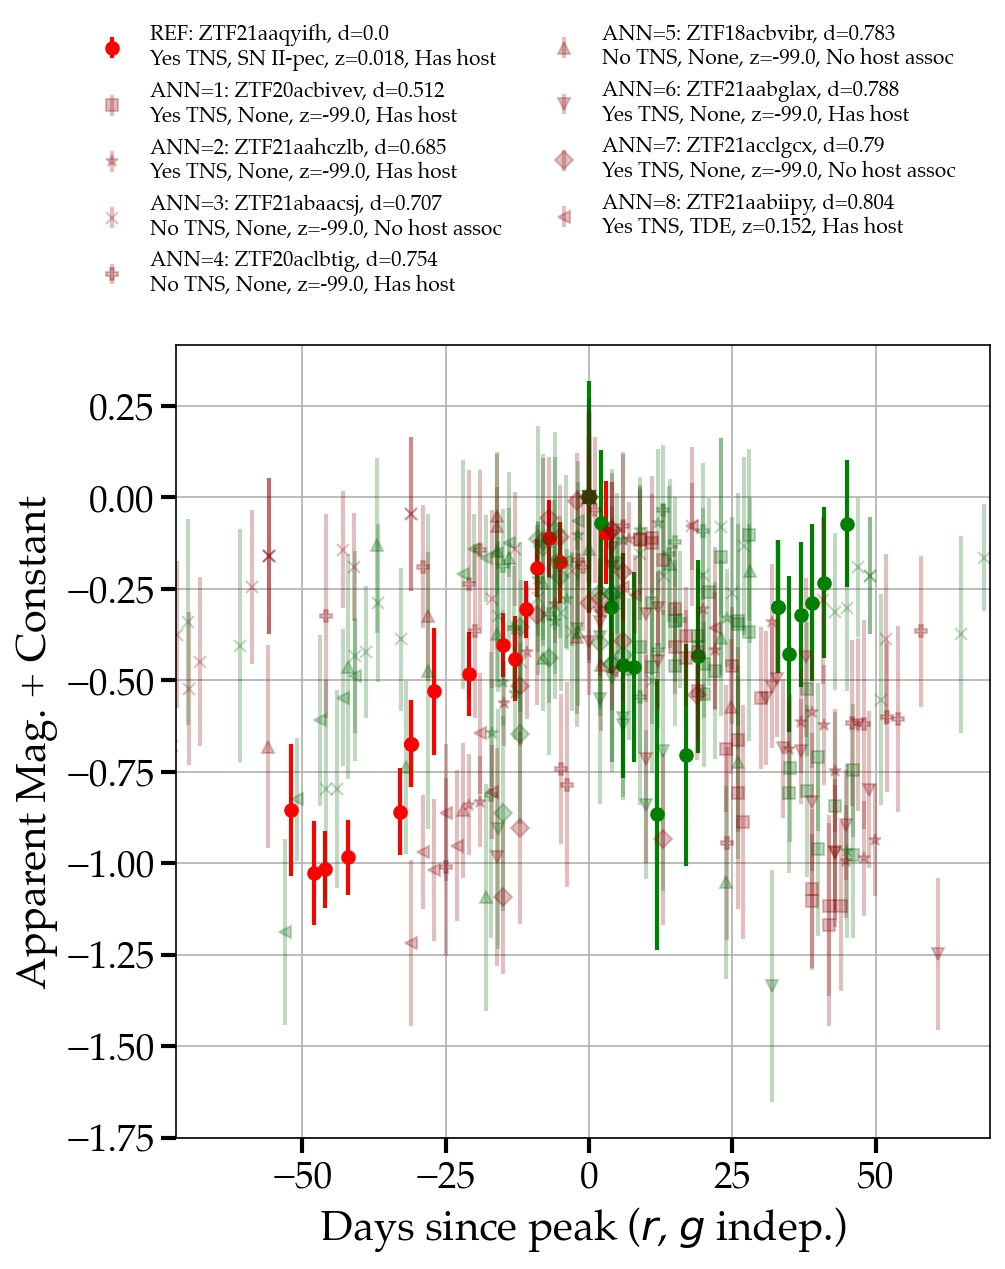 REF: ZTF21aaqyifh, d=0.0
Yes TNS, SN II-pec, z=0.018, Has host
ANN=1: ZTF20acbivev, d=0.512
Yes TNS, None, z=-99.0, Has host
ANN=2: ZTF21aahczlb, d=0.685
Yes TNS, None, z=-99.0, Has host
ANN=3: ZTF21abaacsj, d=0.707
No TNS, None, z=-99.0, No host assoc
ANN=4: ZTF20aclbtig, d=0.754
No TNS, None, z=-99.0, Has host
ANN=5: ZTF18acbvibr, d=0.783
No TNS, None, z=-99.0, No host assoc
ANN=6: ZTF21aabglax, d=0.788
Yes TNS, None, z=-99.0, Has host
ANN=7: ZTF21acclgcx, d=0.79
Yes TNS, None, z=-99.0, No host assoc
ANN=8: ZTF21aabiipy, d=0.804
Yes TNS, TDE, z=0.152, Has host
Apparent Mag. + Constant
0.25
0.00
−0.25
−0.50
−0.75
−1.00
−1.25
−1.50
−1.75
−50
−25
0
25
50
Days since peak (r, g indep.)